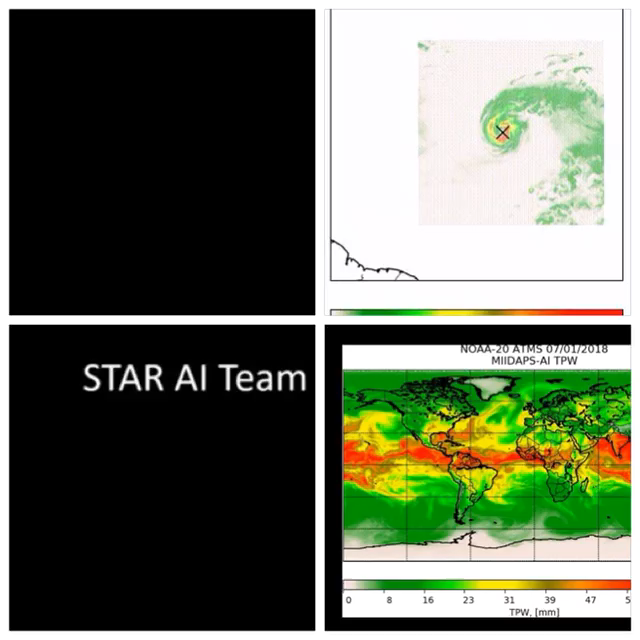 STAR AI Team
NOAA-20 ATMS 07/01/2018
MIIDAPS-AI TPW
0 8 16 23 31 39 47
TPW, [mm]